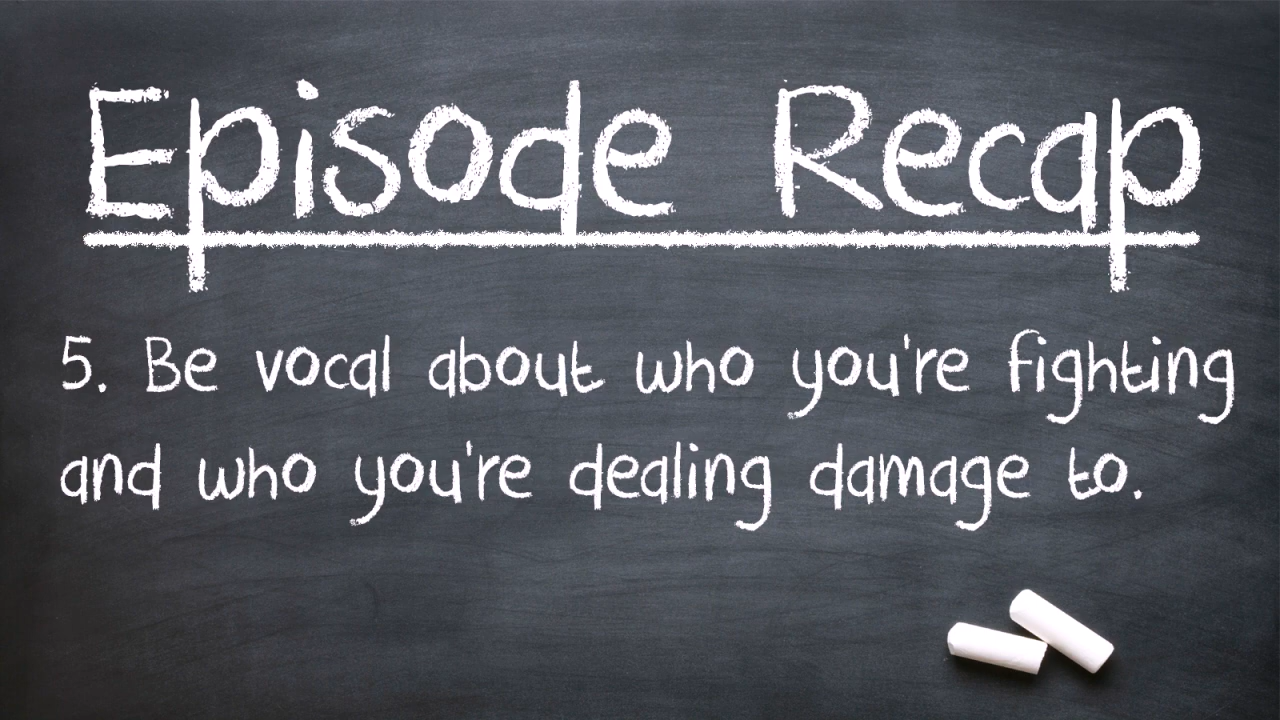 Episode Recap
5. Be vocal about who you're fighting
and who you're dealing damage to.